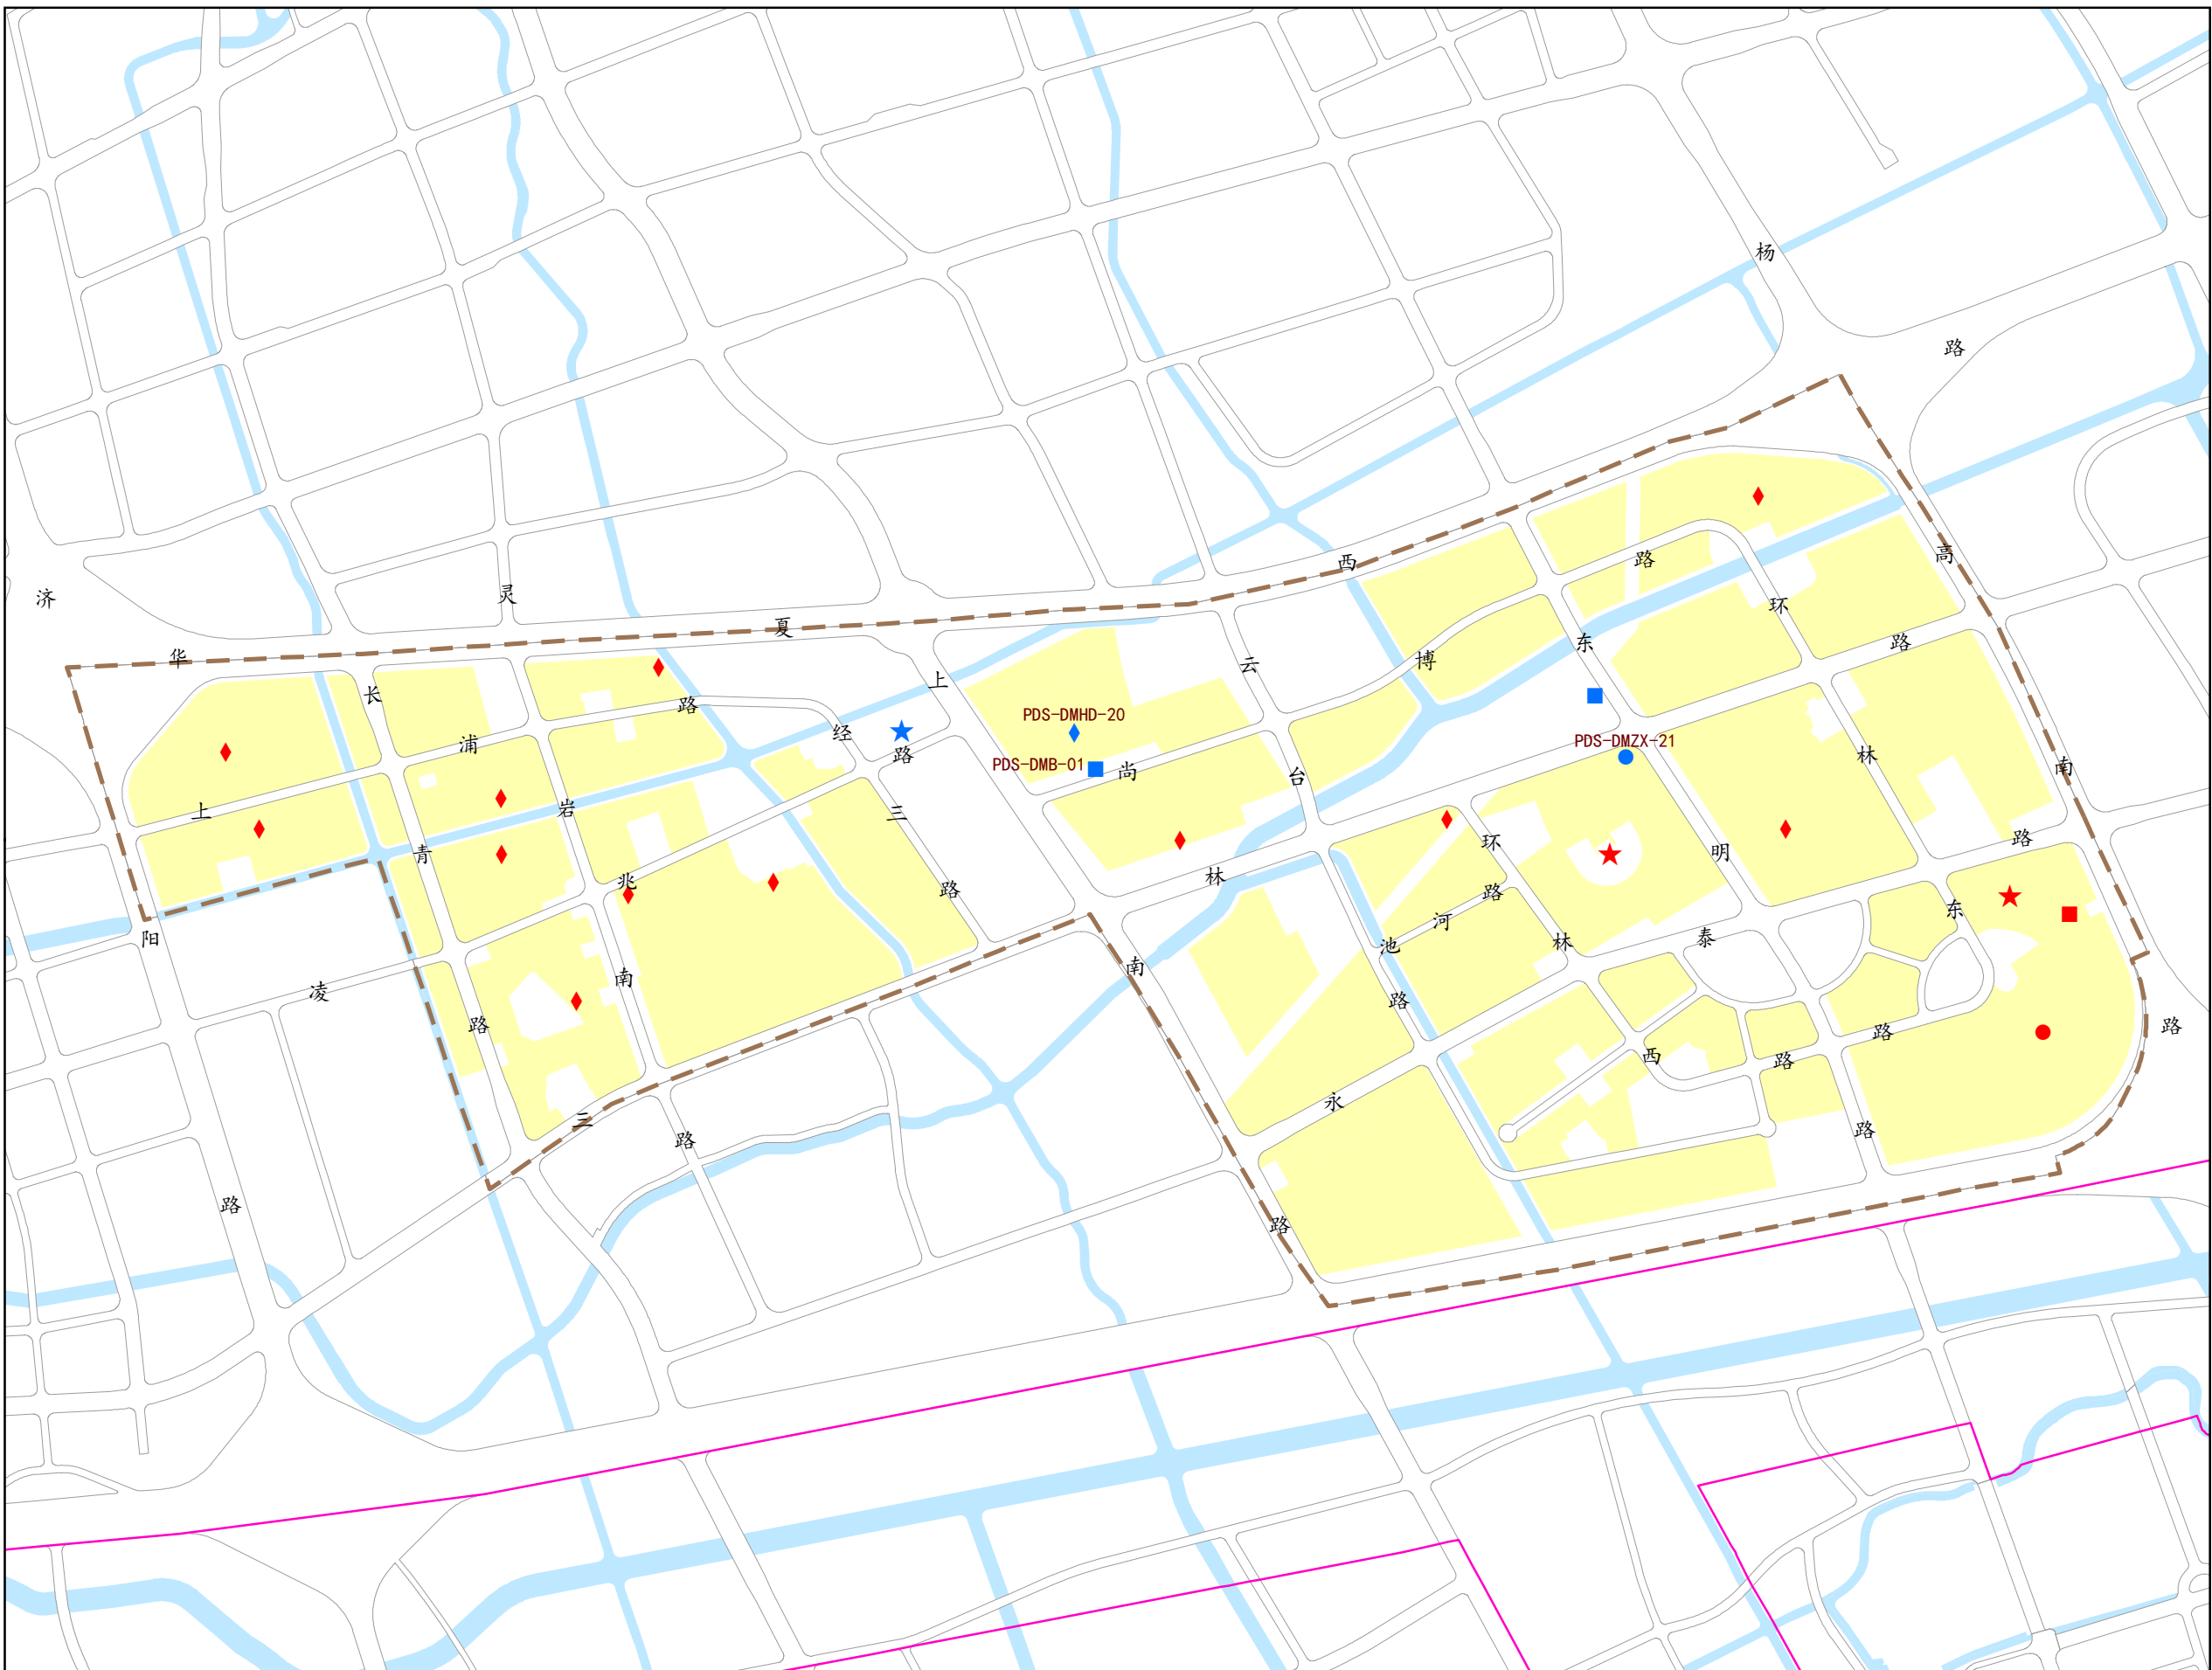 杨高南路
华夏西路
济阳路
灵岩南路
长青路
上浦路
凌兆路
经三路
上南路
云台路
尚博路
东明路
环林东路
三林路
PDS-DMHD-20
PDS-DMB-01
PDS-DMZX-21
环林西路
池河路
永泰路